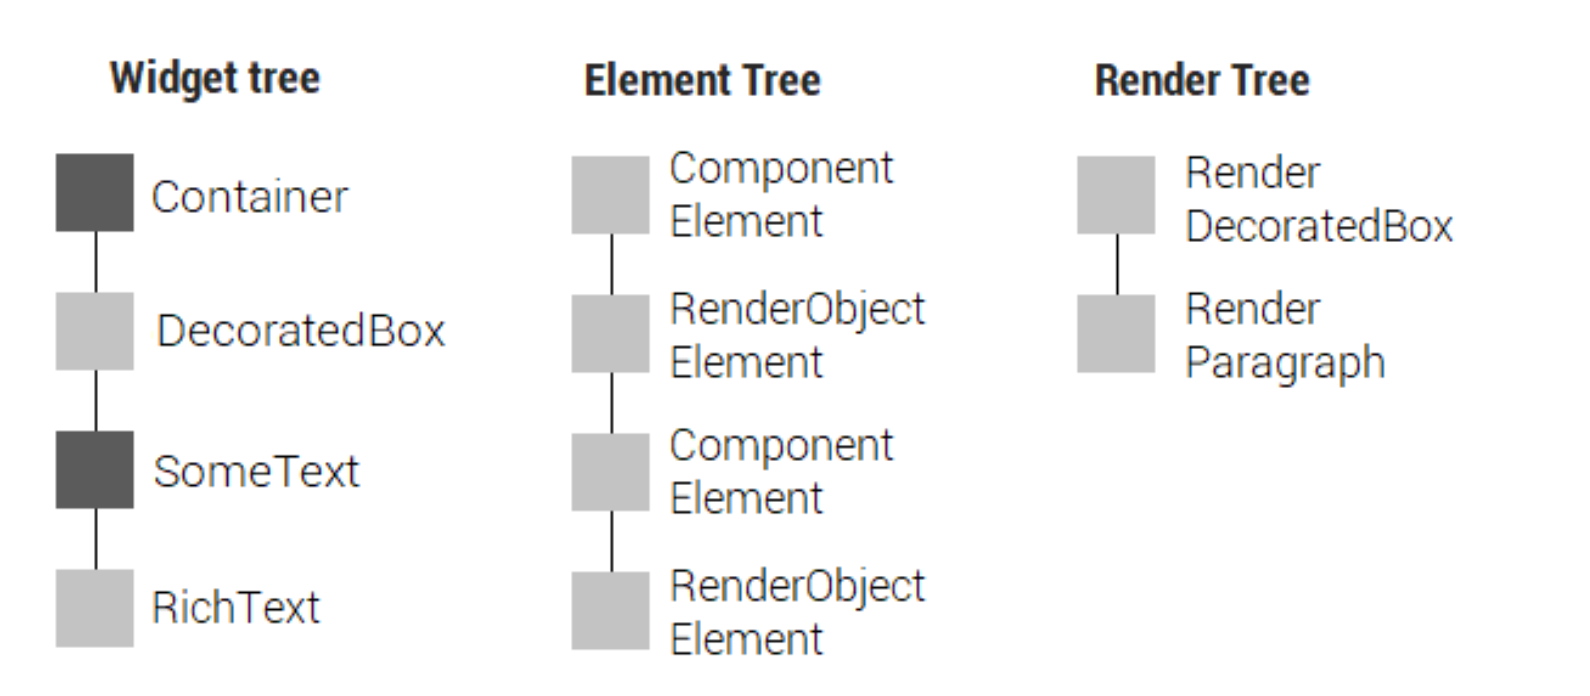 Widget tree
Container
DecoratedBox
SomeText
RichText
Element Tree
Component
Element
RenderObject
Element
Component
Element
RenderObject
Element
Render Tree
Render
DecoratedBox
Render
Paragraph